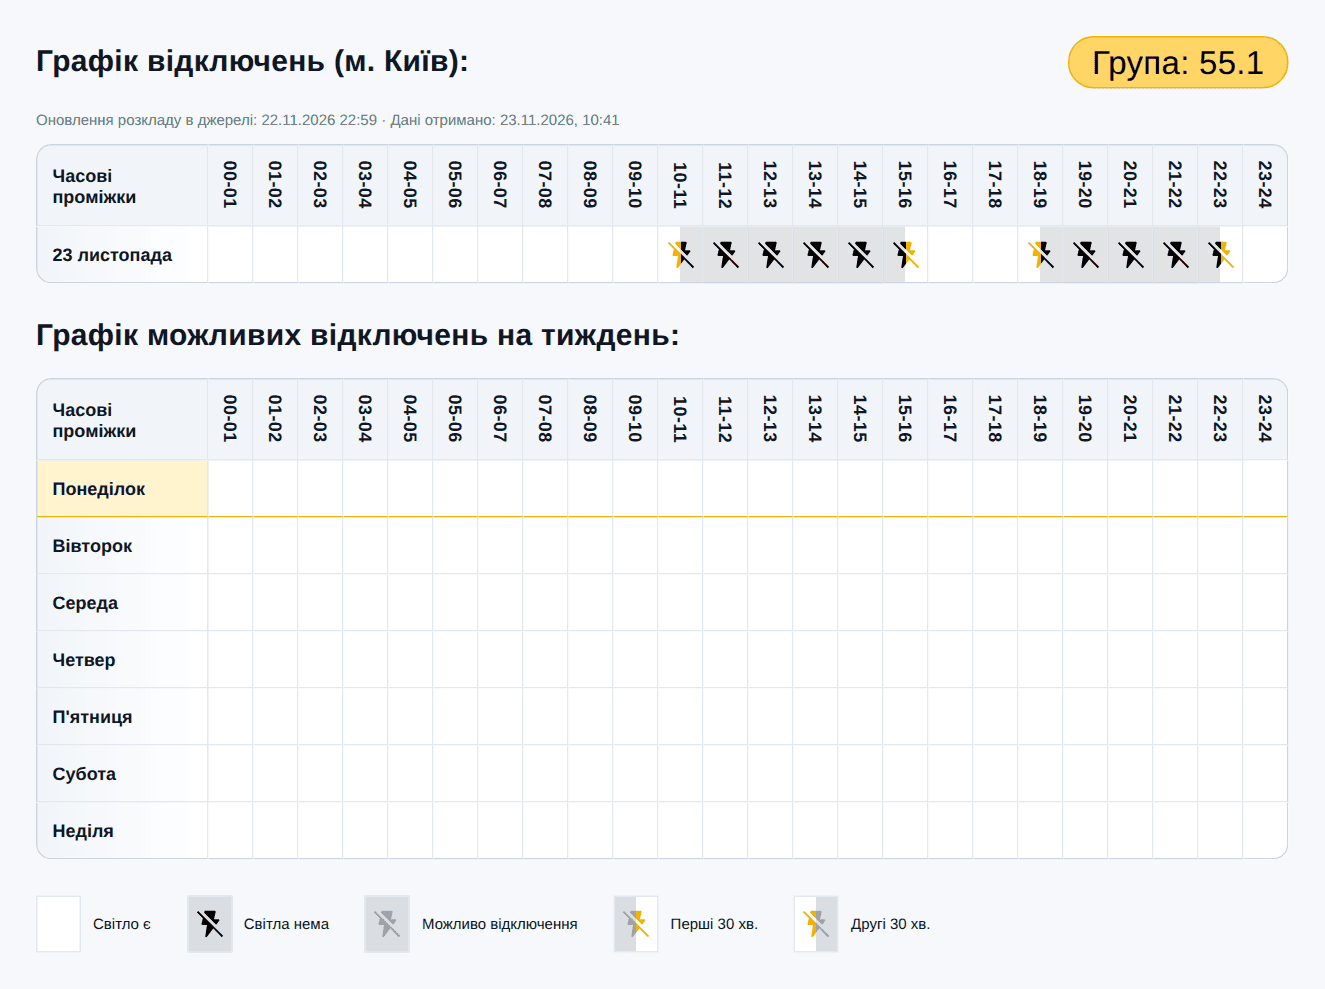 Графік відключень (м. Київ):
Група: 55.1
Оновлення розкладу в джерелі: 22.11.2026 22:59 · Дані отримано: 23.11.2026, 10:41
Часові проміжки 00-01 01-02 02-03 03-04 04-05 05-06 06-07 07-08 08-09 09-10 10-11 11-12 12-13 13-14 14-15 15-16 16-17 17-18 18-19 19-20 20-21 21-22 22-23 23-24
23 листопада
Графік можливих відключень на тиждень:
Часові проміжки 00-01 01-02 02-03 03-04 04-05 05-06 06-07 07-08 08-09 09-10 10-11 11-12 12-13 13-14 14-15 15-16 16-17 17-18 18-19 19-20 20-21 21-22 22-23 23-24
Понеділок
Вівторок
Середа
Четвер
П'ятниця
Субота
Неділя
Світло є Світла нема Можливо відключення Перші 30 хв. Другі 30 хв.